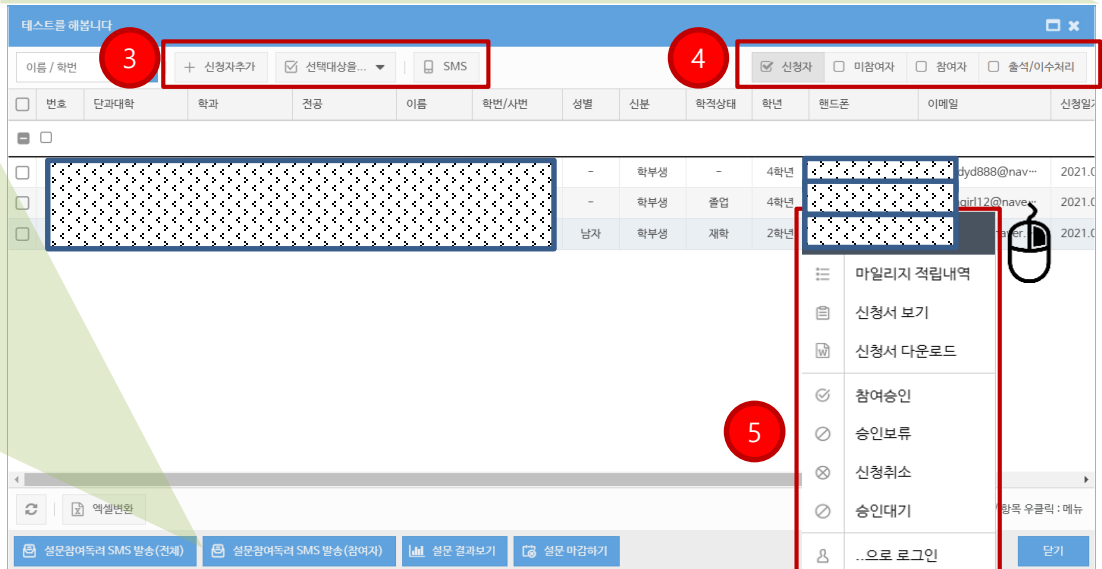 테스트를 해봅니다
이름 / 학번
3
신청자추가
선택대상을...
SMS
4
신청자
미참여자
참여자
출석/이수처리
번호 단과대학 학과 전공 이름 학번/사번 성별 신분 학적상태 학년 핸드폰 이메일
- 학부생 - 4학년 dyd888@nav… 2021.0
- 학부생 졸업 4학년 girl12@nave… 2021.0
남자 학부생 재학 2학년 2021.0
마일리지 적립내역
신청서 보기
신청서 다운로드
참여승인
5
승인보류
신청취소
승인대기
..으로 로그인
엑셀변환
항목 우클릭 : 메뉴
설문참여독려 SMS 발송(전체)
설문참여독려 SMS 발송(참여자)
설문 결과보기
설문 마감하기
닫기